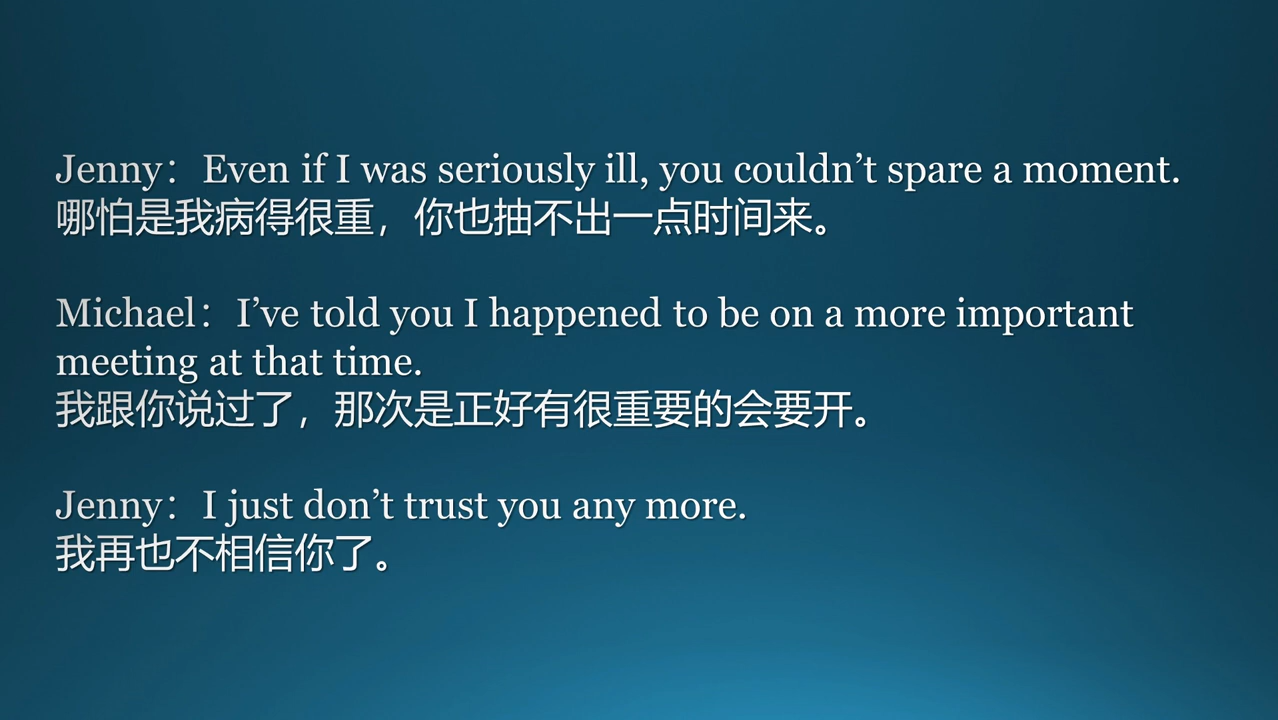 Jenny：Even if I was seriously ill, you couldn’t spare a moment.
哪怕是我病得很重，你也抽不出一点时间来。
Michael：I’ve told you I happened to be on a more important
meeting at that time.
我跟你说过了，那次是正好有很重要的会要开。
Jenny：I just don’t trust you any more.
我再也不相信你了。